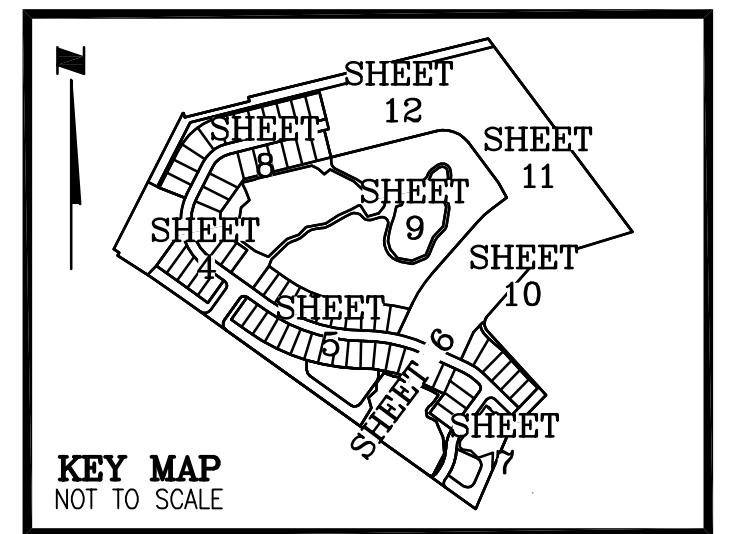 N
SHEET
12
SHEET
8
SHEET
11
SHEET
9
SHEET
4
SHEET
10
SHEET
5
SHEET 6
SHEET
7
KEY MAP
NOT TO SCALE